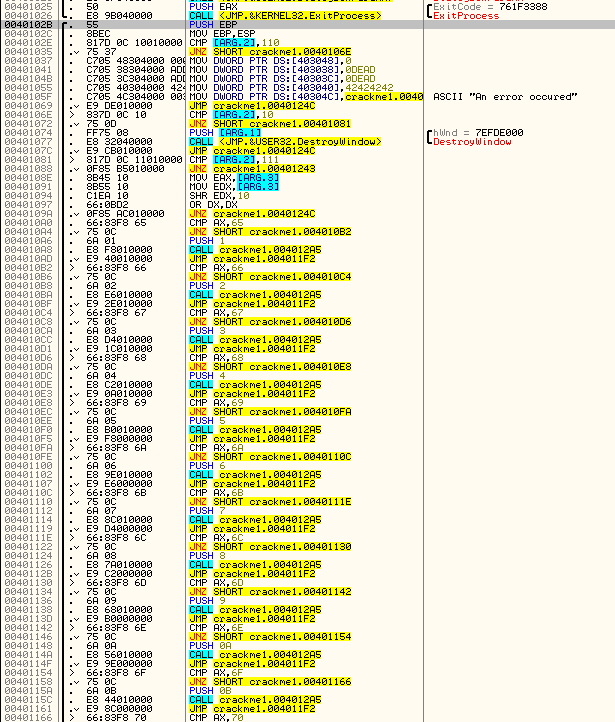 00401025 . 50 PUSH EAX ExitCode = 761F3388
00401026 . E8 9B040000 CALL <JMP.&KERNEL32.ExitProcess> ExitProcess
0040102B . 55 PUSH EBP
0040102C . 8BEC MOV EBP,ESP
0040102E . 817D 0C 10010000 CMP [ARG.2],110
00401035 .v 75 37 JNZ SHORT crackme1.0040106E
00401037 . C705 48304000 000 MOV DWORD PTR DS:[403048],0
00401041 . C705 38304000 ADD MOV DWORD PTR DS:[403038],0DEAD
0040104B . C705 3C304000 ADD MOV DWORD PTR DS:[40303C],0DEAD
00401055 . C705 40304000 424 MOV DWORD PTR DS:[403040],42424242
0040105F . C705 4C304000 003 MOV DWORD PTR DS:[40304C],crackme1.0040 ASCII "An error occured"
00401069 .v E9 DE010000 JMP crackme1.0040124C
0040106E > 837D 0C 10 CMP [ARG.2],10
00401072 .v 75 0D JNZ SHORT crackme1.00401081
00401074 . FF75 08 PUSH [ARG.1] hWnd = 7EFDE000
00401077 . E8 32040000 CALL <JMP.&USER32.DestroyWindow> DestroyWindow
0040107C .v E9 CB010000 JMP crackme1.0040124C
00401081 > 817D 0C 11010000 CMP [ARG.2],111
00401088 .v 0F85 B5010000 JNZ crackme1.00401243
0040108E . 8B45 10 MOV EAX,[ARG.3]
00401091 . 8B55 10 MOV EDX,[ARG.3]
00401094 . C1EA 10 SHR EDX,10
00401097 . 66:0BD2 OR DX,DX
0040109A .v 0F85 AC010000 JNZ crackme1.0040124C
004010A0 . 66:83F8 65 CMP AX,65
004010A4 .v 75 0C JNZ SHORT crackme1.004010B2
004010A6 . 6A 01 PUSH 1
004010A8 . E8 F8010000 CALL crackme1.004012A5
004010AD .v E9 40010000 JMP crackme1.004011F2
004010B2 > 66:83F8 66 CMP AX,66
004010B6 .v 75 0C JNZ SHORT crackme1.004010C4
004010B8 . 6A 02 PUSH 2
004010BA . E8 E6010000 CALL crackme1.004012A5
004010BF .v E9 2E010000 JMP crackme1.004011F2
004010C4 > 66:83F8 67 CMP AX,67
004010C8 .v 75 0C JNZ SHORT crackme1.004010D6
004010CA . 6A 03 PUSH 3
004010CC . E8 D4010000 CALL crackme1.004012A5
004010D1 .v E9 1C010000 JMP crackme1.004011F2
004010D6 > 66:83F8 68 CMP AX,68
004010DA .v 75 0C JNZ SHORT crackme1.004010E8
004010DC . 6A 04 PUSH 4
004010DE . E8 C2010000 CALL crackme1.004012A5
004010E3 .v E9 0A010000 JMP crackme1.004011F2
004010E8 > 66:83F8 69 CMP AX,69
004010EC .v 75 0C JNZ SHORT crackme1.004010FA
004010EE . 6A 05 PUSH 5
004010F0 . E8 B0010000 CALL crackme1.004012A5
004010F5 .v E9 F8000000 JMP crackme1.004011F2
004010FA > 66:83F8 6A CMP AX,6A
004010FE .v 75 0C JNZ SHORT crackme1.0040110C
00401100 . 6A 06 PUSH 6
00401102 . E8 9E010000 CALL crackme1.004012A5
00401107 .v E9 E6000000 JMP crackme1.004011F2
0040110C > 66:83F8 6B CMP AX,6B
00401110 .v 75 0C JNZ SHORT crackme1.0040111E
00401112 . 6A 07 PUSH 7
00401114 . E8 8C010000 CALL crackme1.004012A5
00401119 .v E9 D4000000 JMP crackme1.004011F2
0040111E > 66:83F8 6C CMP AX,6C
00401122 .v 75 0C JNZ SHORT crackme1.00401130
00401124 . 6A 08 PUSH 8
00401126 . E8 7A010000 CALL crackme1.004012A5
0040112B .v E9 C2000000 JMP crackme1.004011F2
00401130 > 66:83F8 6D CMP AX,6D
00401134 .v 75 0C JNZ SHORT crackme1.00401142
00401136 . 6A 09 PUSH 9
00401138 . E8 68010000 CALL crackme1.004012A5
0040113D .v E9 B0000000 JMP crackme1.004011F2
00401142 > 66:83F8 6E CMP AX,6E
00401146 .v 75 0C JNZ SHORT crackme1.00401154
00401148 . 6A 0A PUSH 0A
0040114A . E8 56010000 CALL crackme1.004012A5
0040114F .v E9 9E000000 JMP crackme1.004011F2
00401154 > 66:83F8 6F CMP AX,6F
00401158 .v 75 0C JNZ SHORT crackme1.00401166
0040115A . 6A 0B PUSH 0B
0040115C . E8 44010000 CALL crackme1.004012A5
00401161 .v E9 8C000000 JMP crackme1.004011F2
00401166 > 66:83F8 70 CMP AX,70